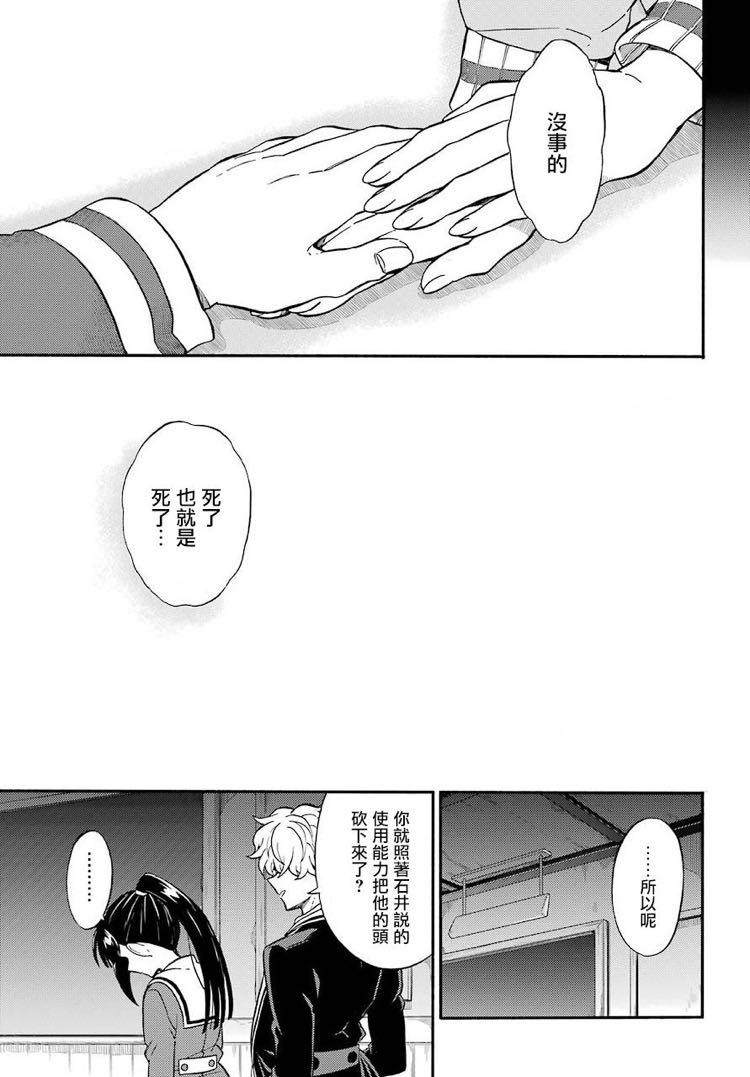 沒事的
死了
也就是
死了…
……所以呢
你就照著石井説的
使用能力把他的頭
砍下來了?
………